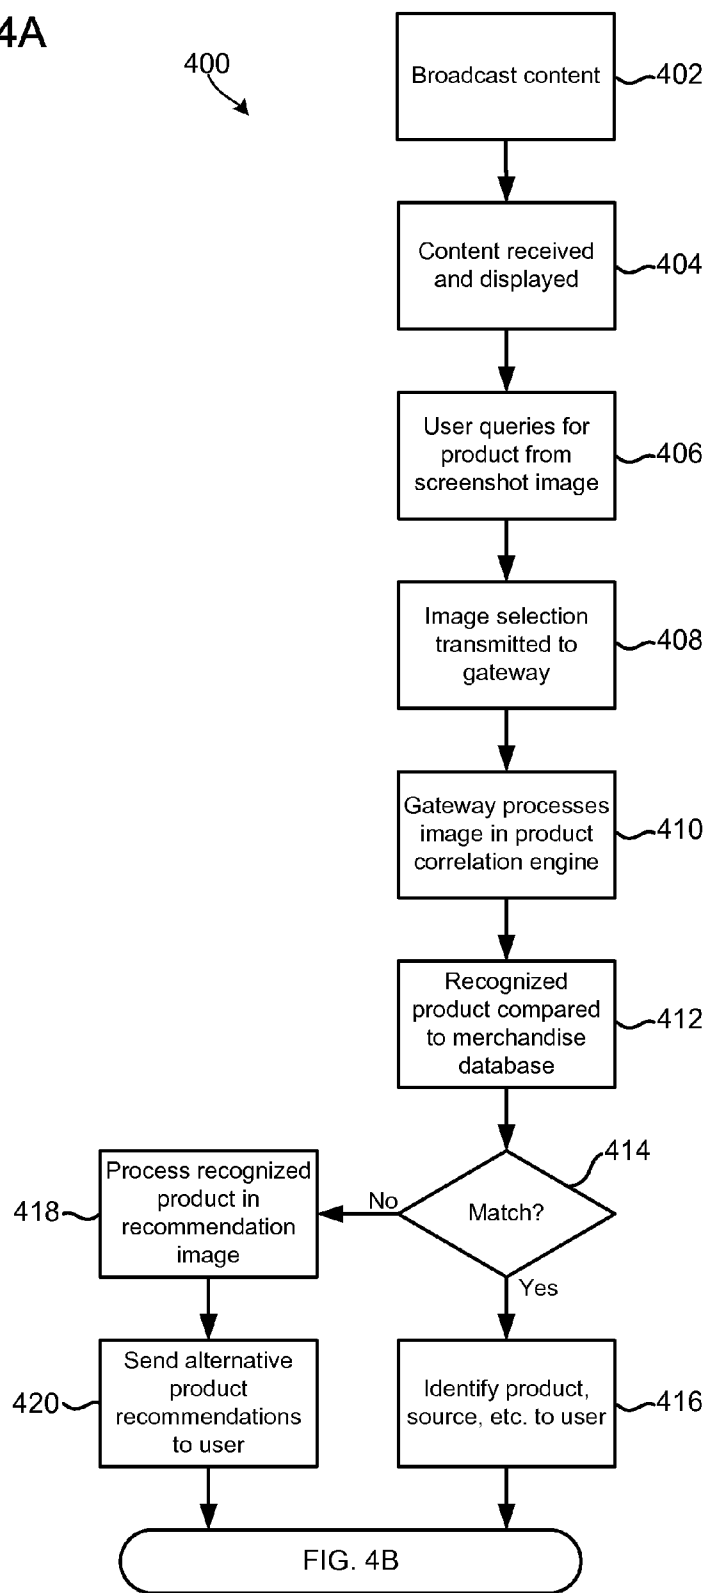 4A
400
Broadcast content
402
Content received
and displayed
404
User queries for
product from
screenshot image
406
Image selection
transmitted to
gateway
408
Gateway processes
image in product
correlation engine
410
Recognized
product compared
to merchandise
database
412
Match?
414
No
Yes
Process recognized
product in
recommendation
image
418
Send alternative
product
recommendations
to user
420
Identify product,
source, etc. to user
416
FIG. 4B